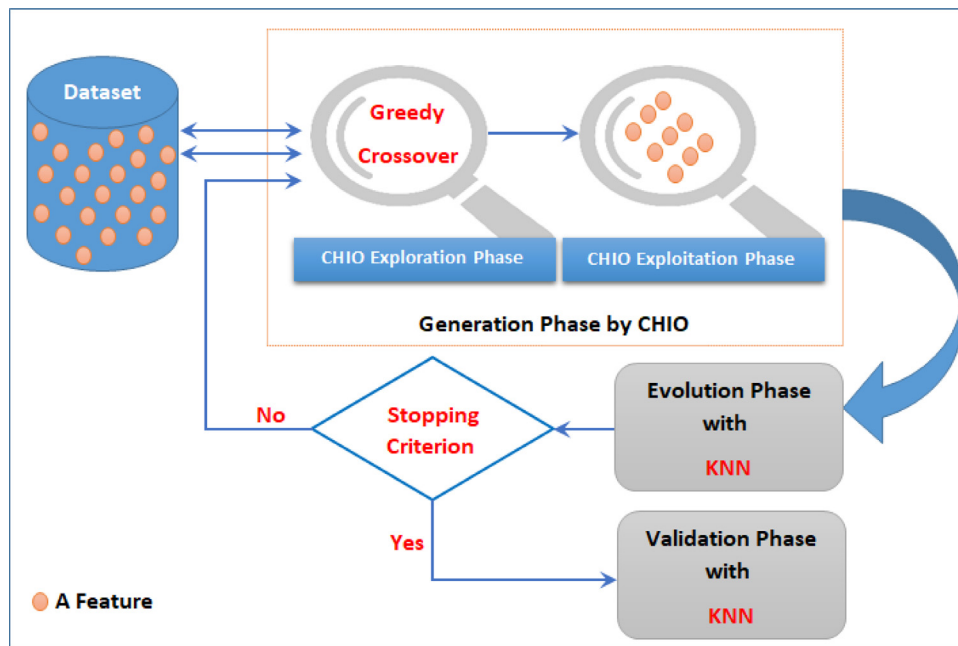 Dataset
Greedy
Crossover
CHIO Exploration Phase
CHIO Exploitation Phase
Generation Phase by CHIO
No
Stopping
Criterion
Evolution Phase
with
KNN
Yes
Validation Phase
with
KNN
A Feature